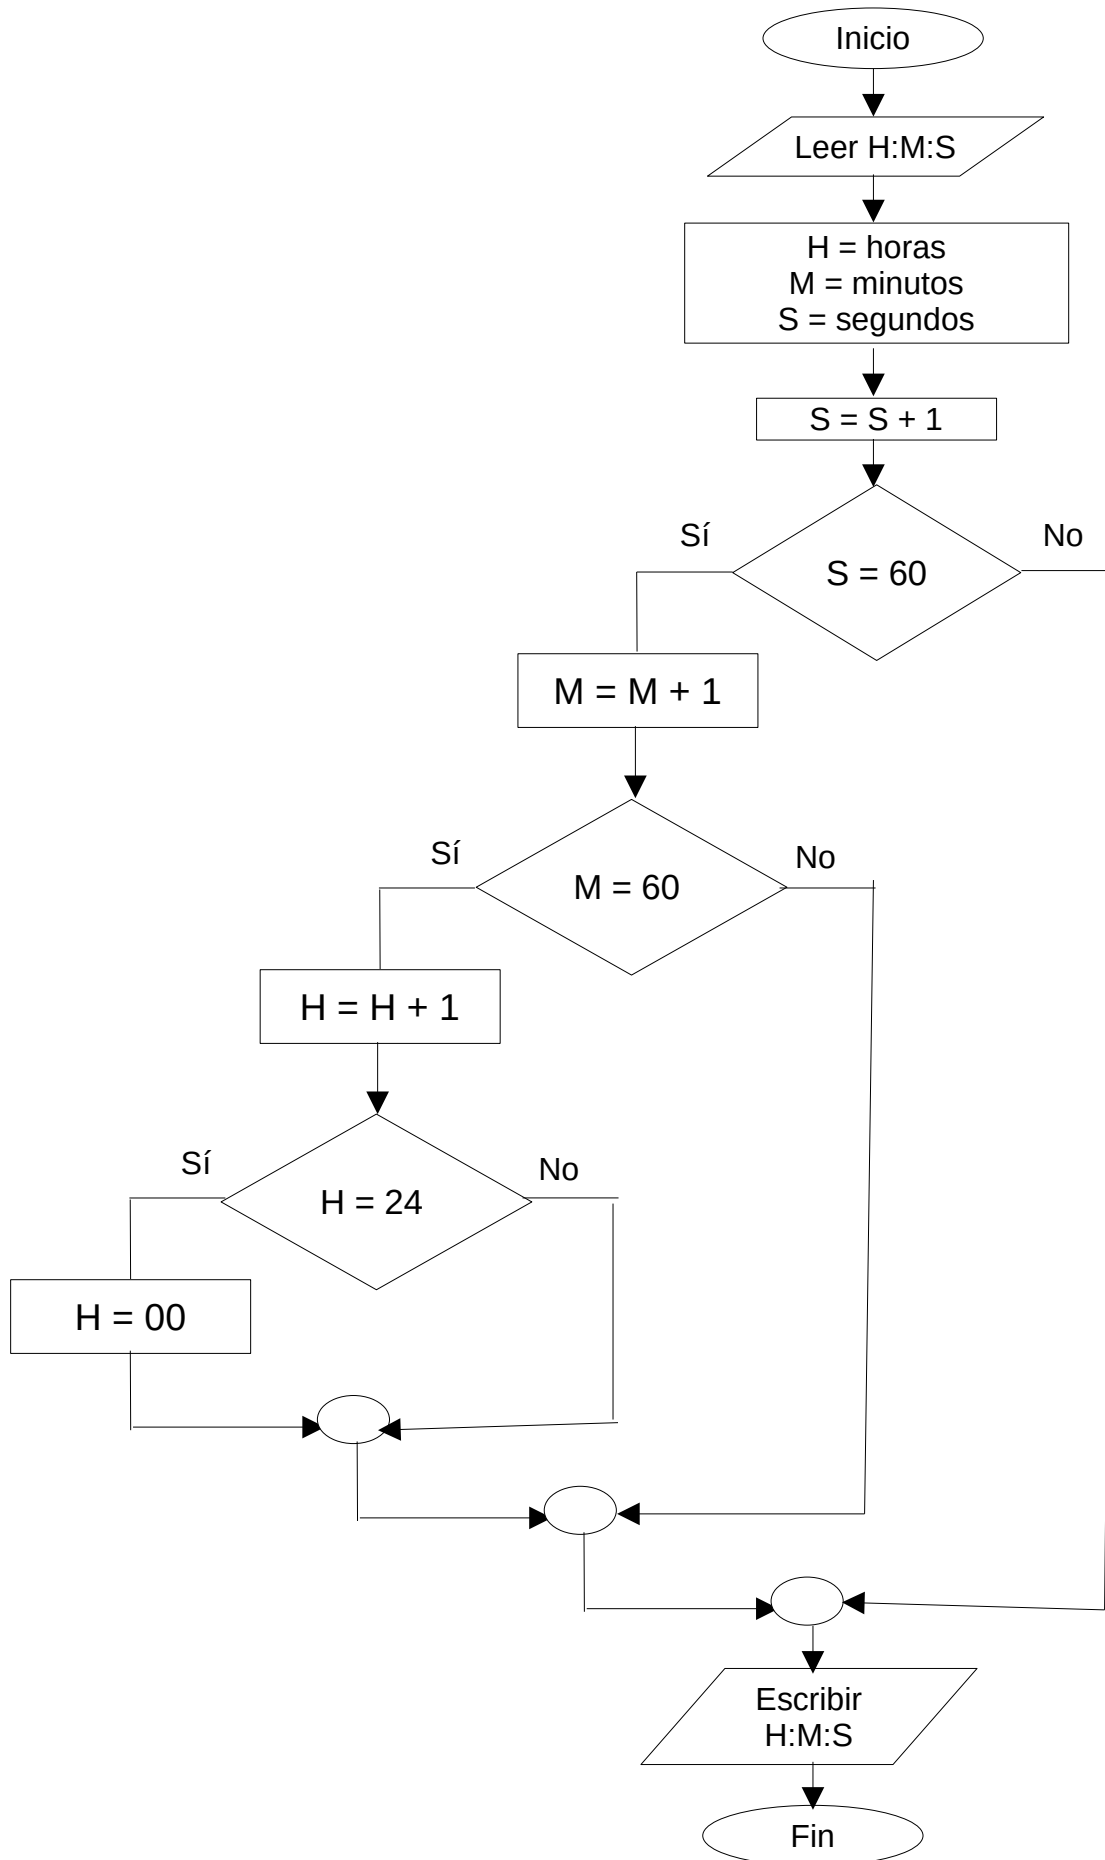 Inicio
Leer H:M:S
H = horas
M = minutos
S = segundos
S = S + 1
Sí
No
S = 60
M = M + 1
Sí
No
M = 60
H = H + 1
Sí
No
H = 24
H = 00
Escribir
H:M:S
Fin